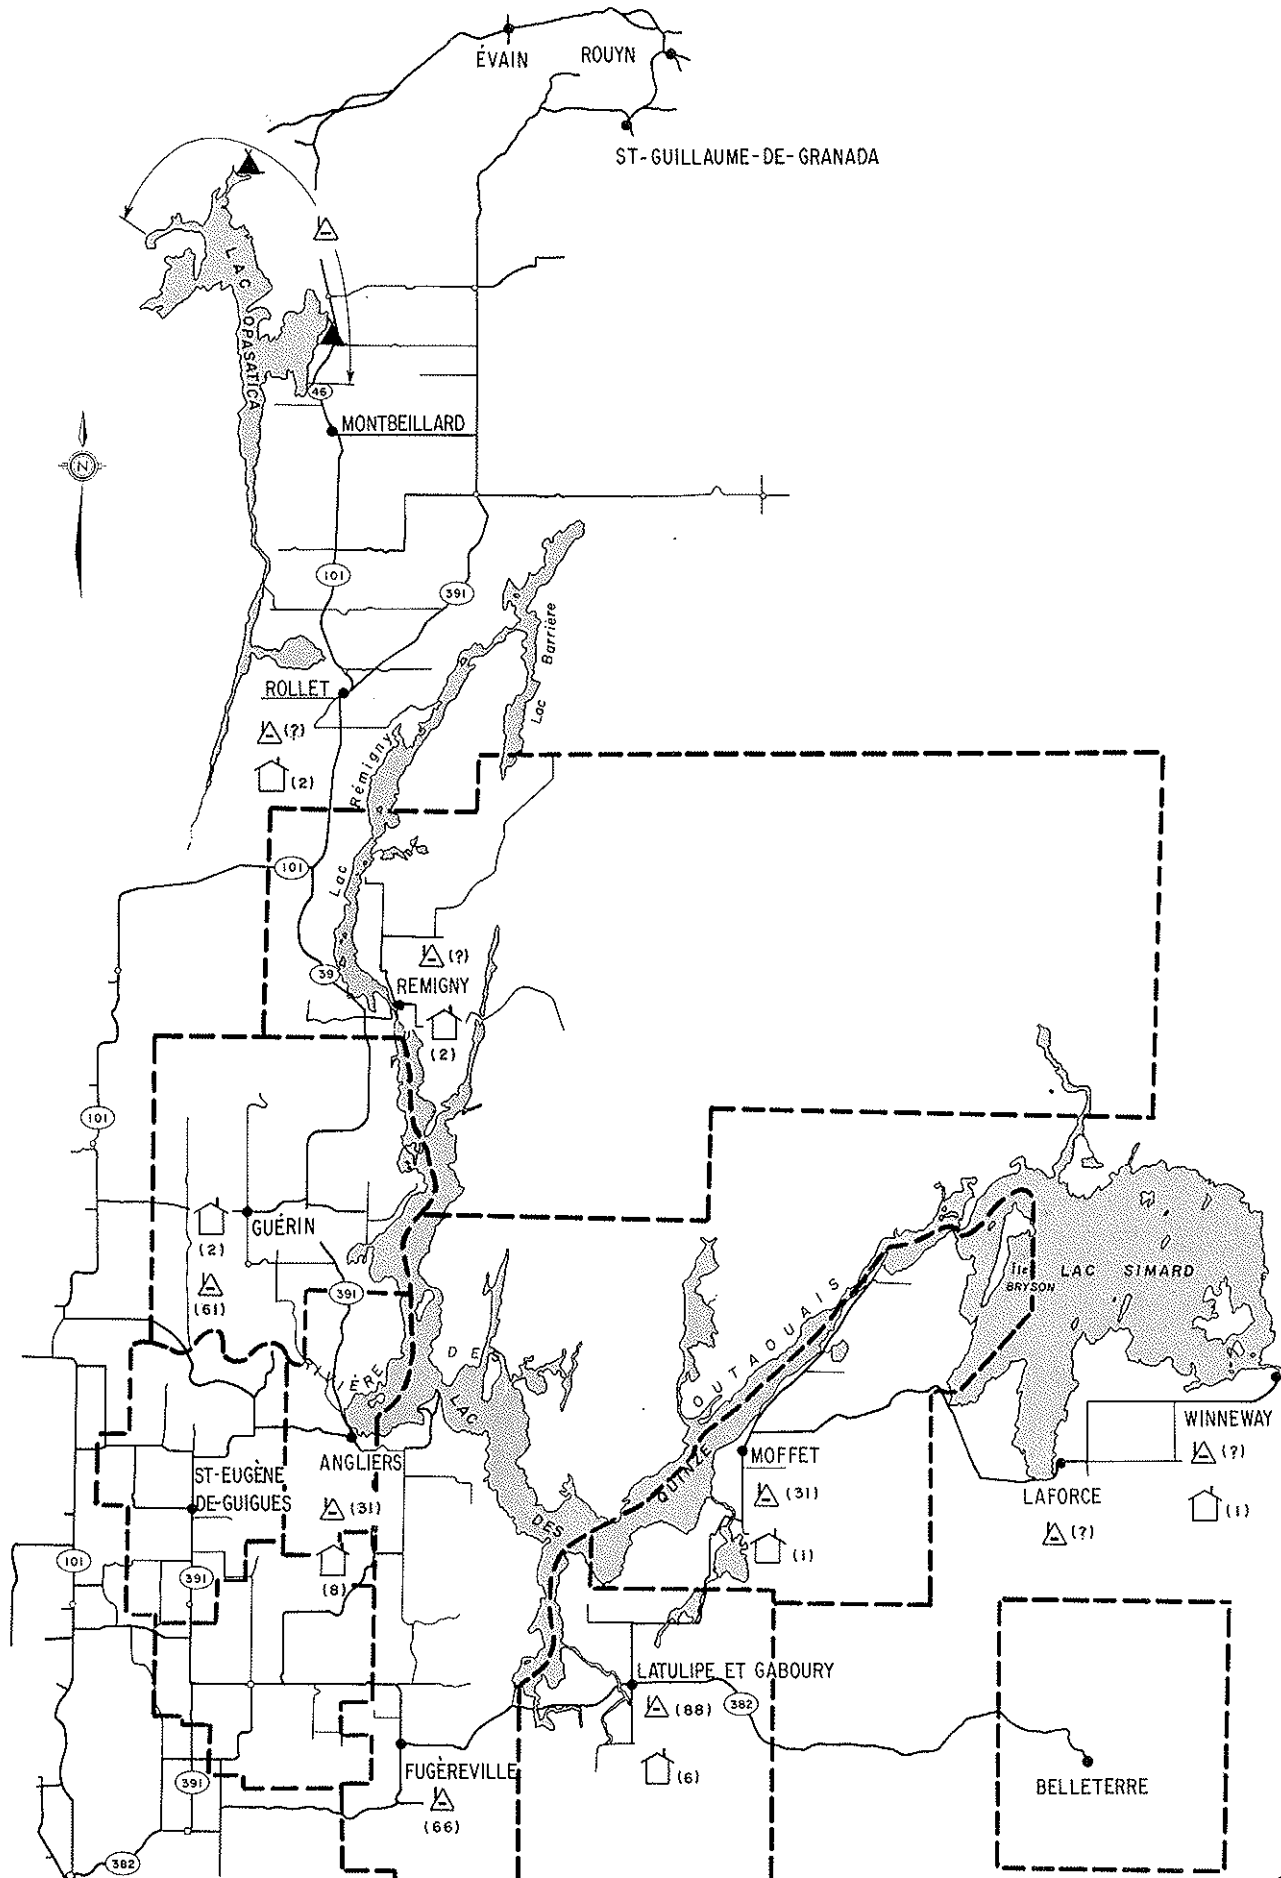 ÉVAIN
ROUYN
ST-GUILLAUME-DE-GRANADA
LAC OPASATICA
46
MONTBEILLARD
N
101
391
Lac Barrière
ROLLET
(?)
(2)
Lac Rémigny
101
(?)
39
REMIGNY
(2)
101
GUÉRIN
(2)
(61)
391
RIVIÈRE DES OUTAOUAIS
Île BRYSON
LAC SIMARD
LAC DES QUINZE
WINNEWAY
(?)
(1)
ANGLIERS
(31)
(8)
ST-EUGÈNE
DE-GUIGUES
MOFFET
(31)
(1)
LAFORCE
(?)
101
391
LATULIPE ET GABOURY
(88)
(6)
382
FUGÈREVILLE
(66)
391
BELLETERRE
382